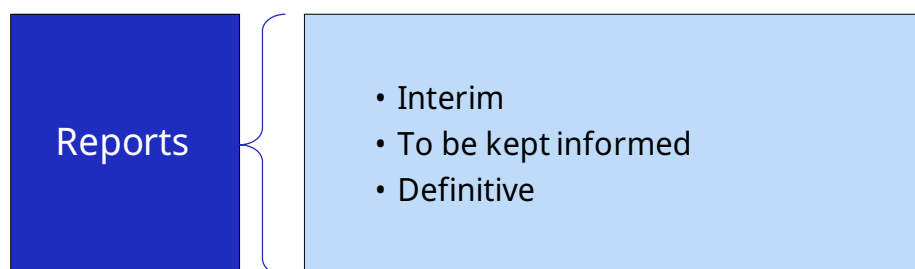 Reports
• Interim
• To be kept informed
• Definitive